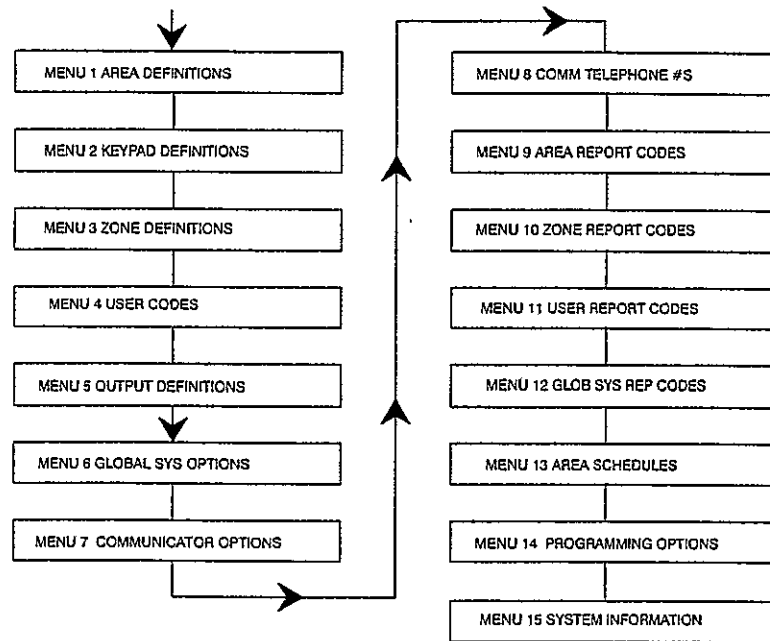 MENU 1 AREA DEFINITIONS
MENU 2 KEYPAD DEFINITIONS
MENU 3 ZONE DEFINITIONS
MENU 4 USER CODES
MENU 5 OUTPUT DEFINITIONS
MENU 6 GLOBAL SYS OPTIONS
MENU 7 COMMUNICATOR OPTIONS
MENU 8 COMM TELEPHONE #S
MENU 9 AREA REPORT CODES
MENU 10 ZONE REPORT CODES
MENU 11 USER REPORT CODES
MENU 12 GLOB SYS REP CODES
MENU 13 AREA SCHEDULES
MENU 14 PROGRAMMING OPTIONS
MENU 15 SYSTEM INFORMATION